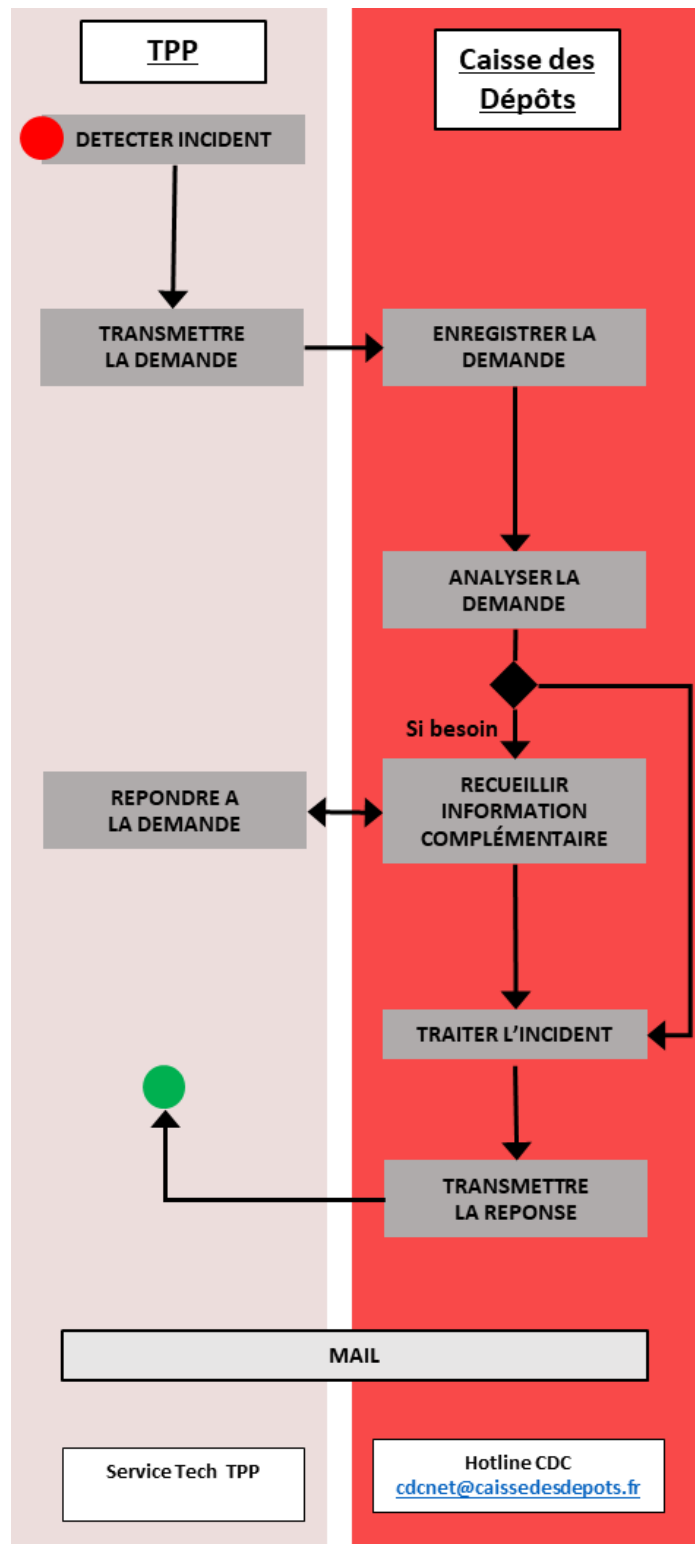 TPP
Caisse des
Dépôts
DETECTER INCIDENT
TRANSMETTRE
LA DEMANDE
ENREGISTRER LA
DEMANDE
ANALYSER LA
DEMANDE
Si besoin
REPONDRE A
LA DEMANDE
RECUEILLIR
INFORMATION
COMPLÉMENTAIRE
TRAITER L'INCIDENT
TRANSMETTRE
LA REPONSE
MAIL
Service Tech TPP
Hotline CDC
cdcnet@caissedesdepots.fr